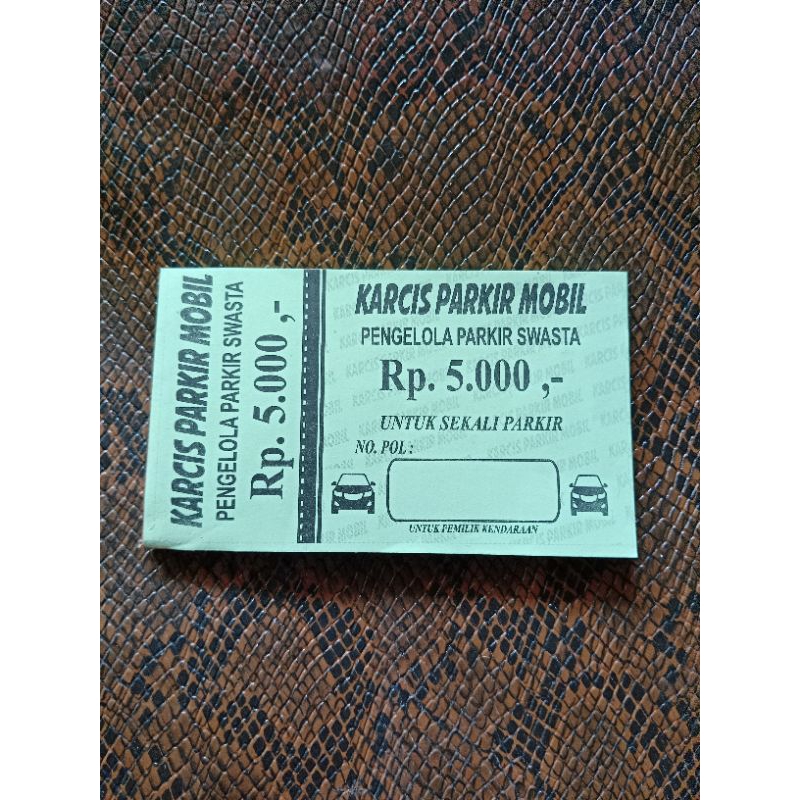 KARCIS PARKIR MOBIL
PENGELOLA PARKIR SWASTA
Rp. 5.000 ,-
KARCIS PARKIR MOBIL
PENGELOLA PARKIR SWASTA
Rp. 5.000 ,-
UNTUK SEKALI PARKIR
NO. POL :
UNTUK PEMILIK KENDARAAN